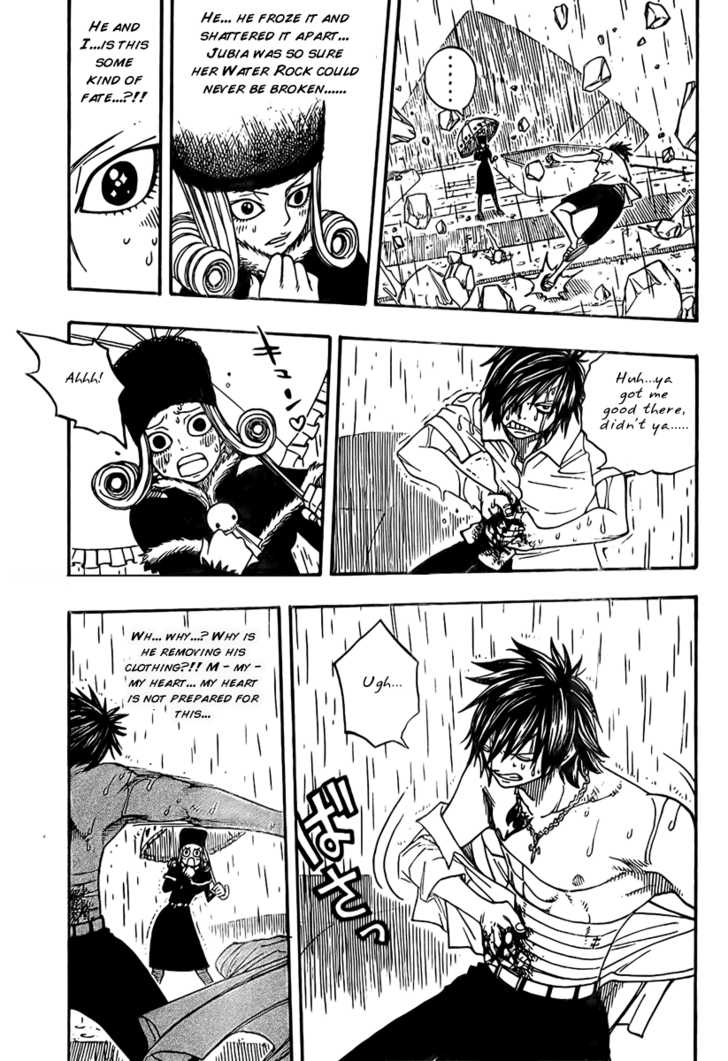 ......
He... he froze it and
shattered it apart...
Jubia was so sure
her Water Rock could
never be broken......
He and
I...is this
some
kind of
fate...?!!
Huh...ya
got me
good there,
didn't ya......
キューン♡
Ahhh!
Ugh...
ばさっ
Wh... why...? Why is
he removing his
clothing?!! M - my -
my heart... my heart
is not prepared for
this...